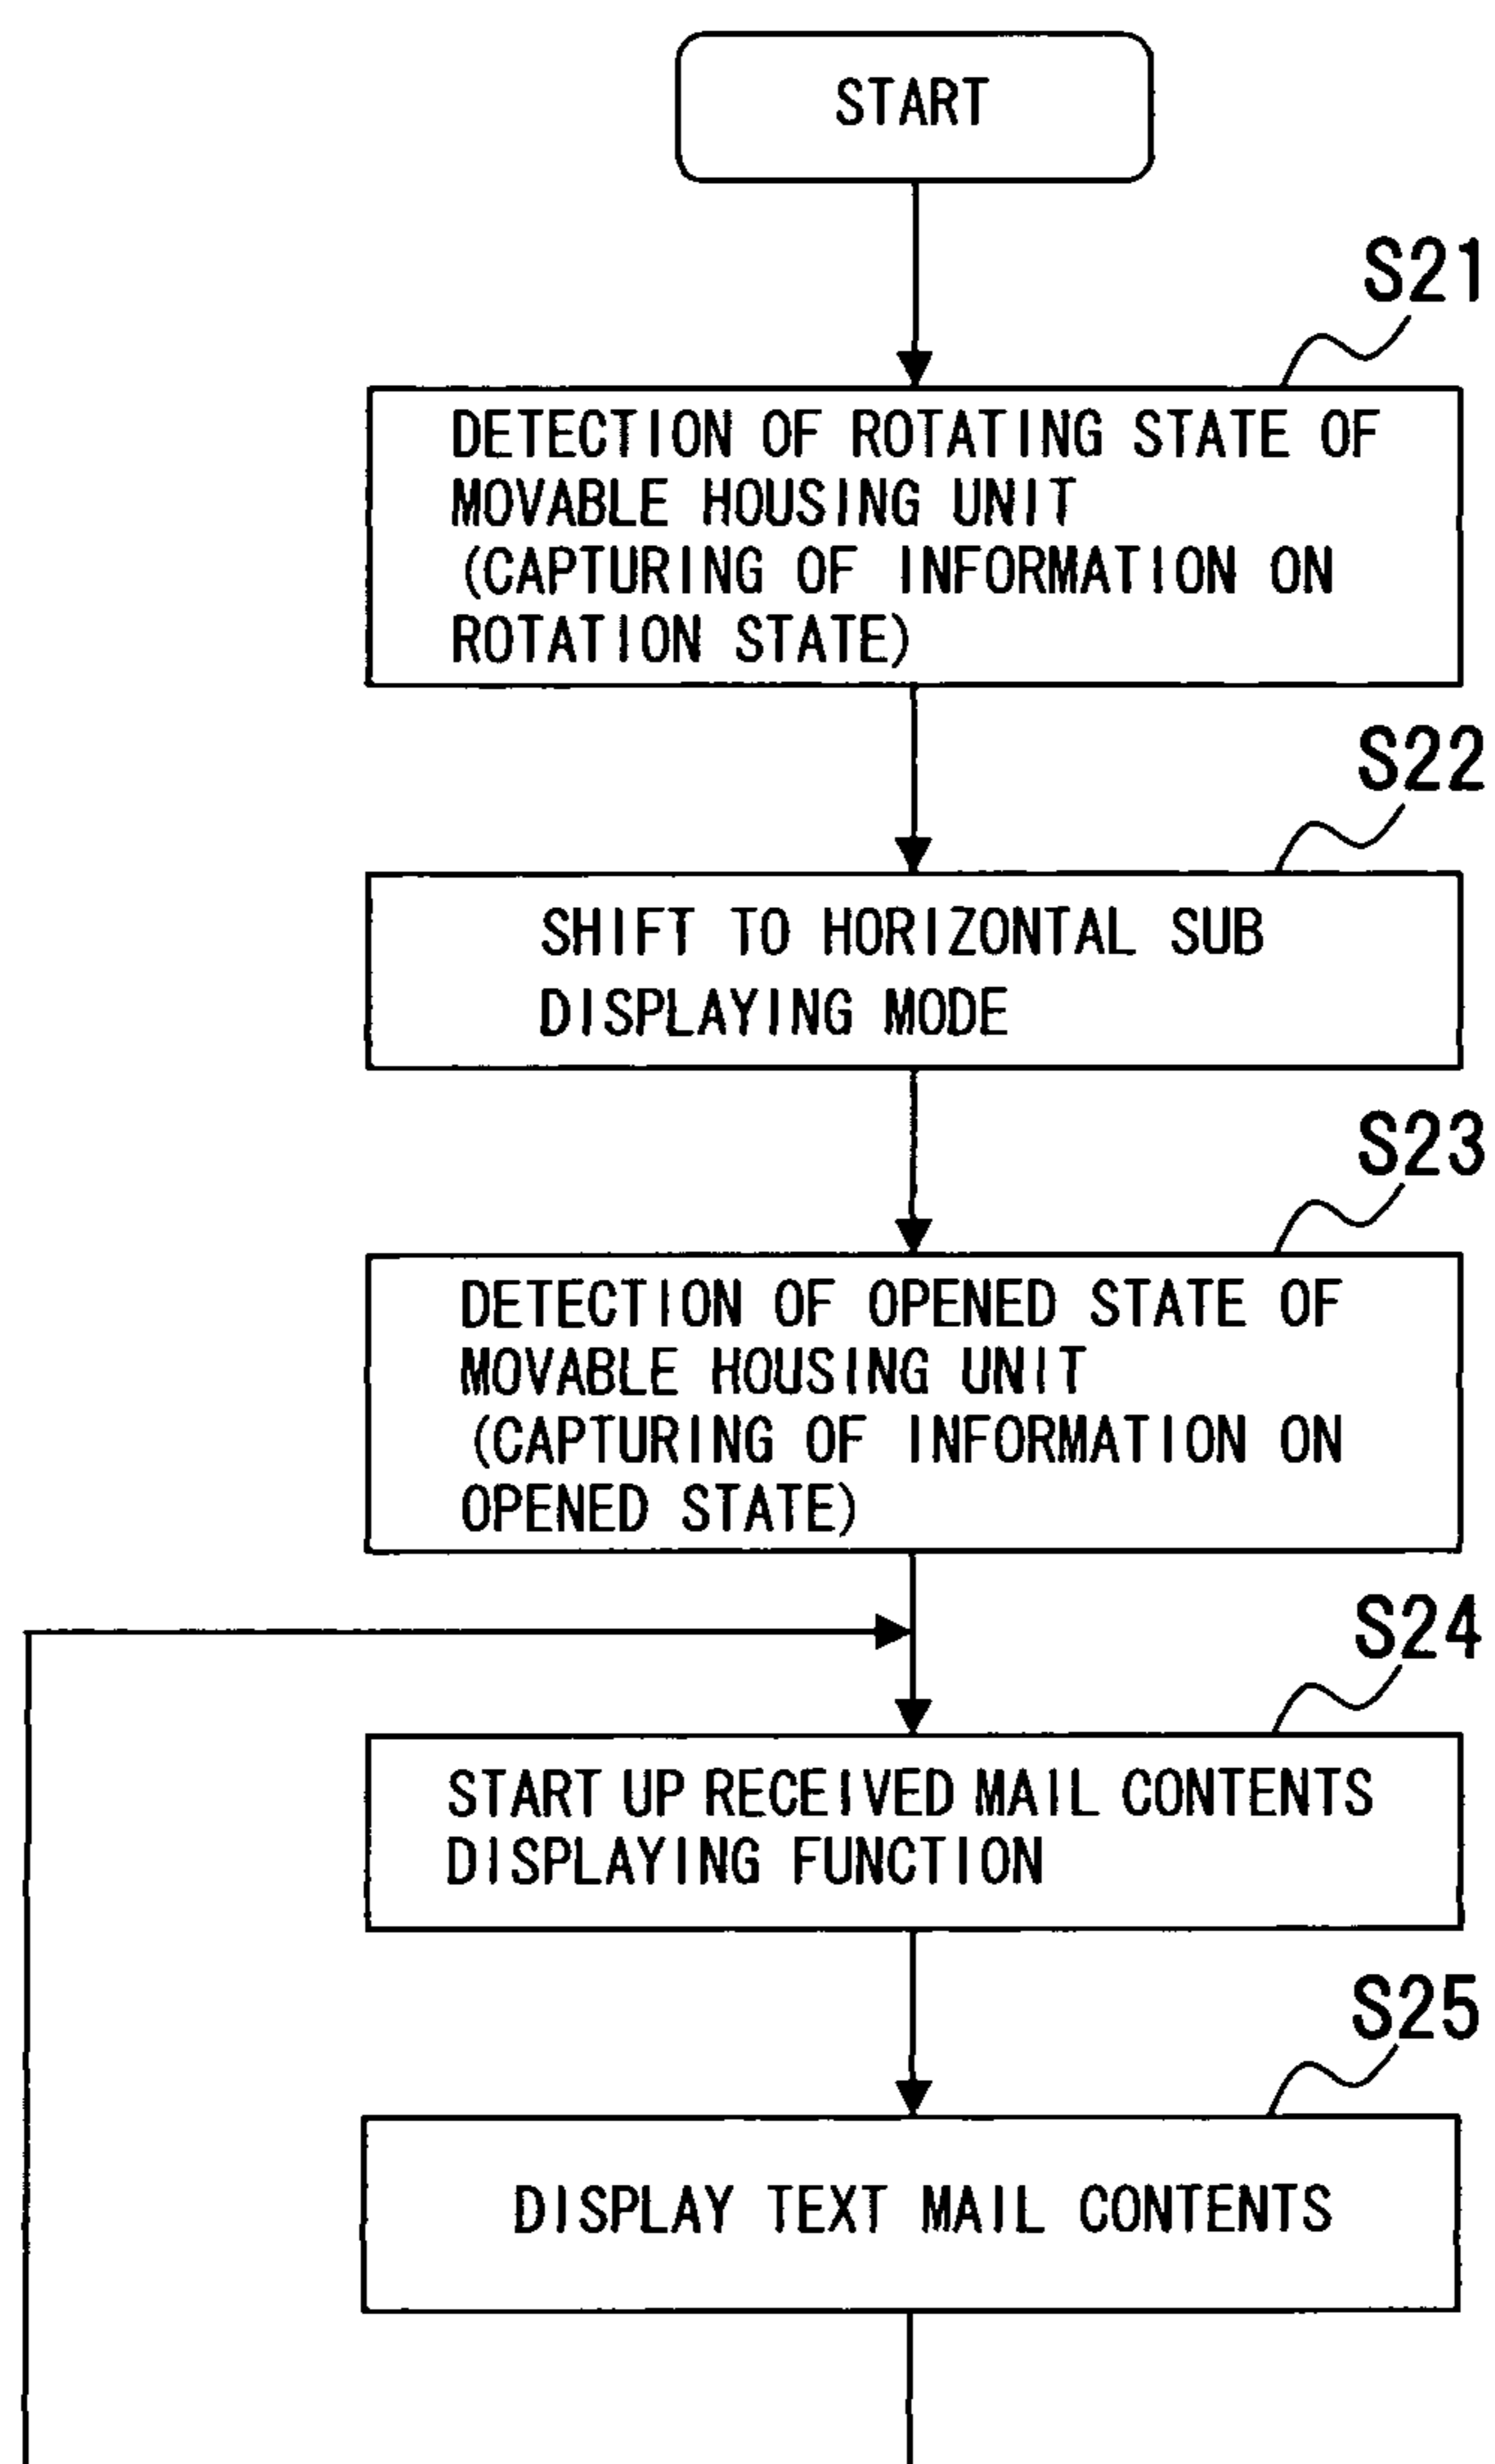 START
S21
DETECTION OF ROTATING STATE OF
MOVABLE HOUSING UNIT
(CAPTURING OF INFORMATION ON
ROTATION STATE)
S22
SHIFT TO HORIZONTAL SUB
DISPLAYING MODE
S23
DETECTION OF OPENED STATE OF
MOVABLE HOUSING UNIT
(CAPTURING OF INFORMATION ON
OPENED STATE)
S24
START UP RECEIVED MAIL CONTENTS
DISPLAYING FUNCTION
S25
DISPLAY TEXT MAIL CONTENTS